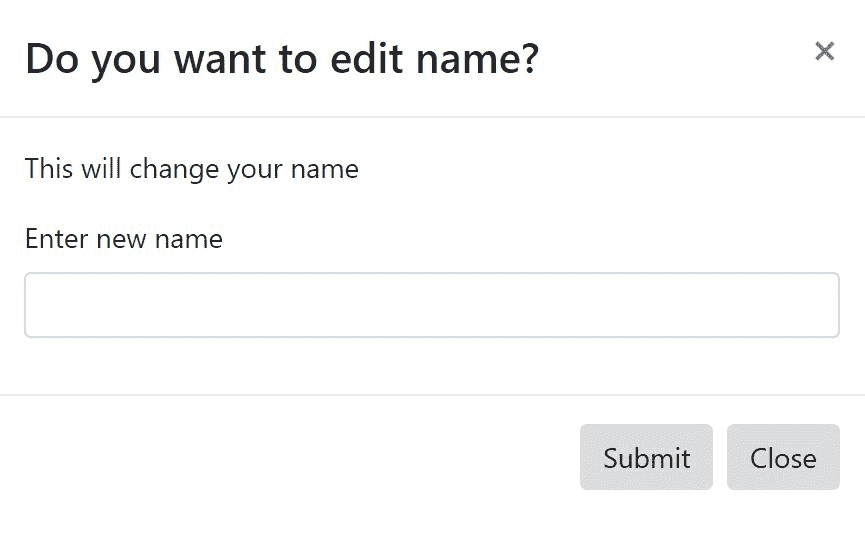 Do you want to edit name?
×
This will change your name
Enter new name
Submit Close